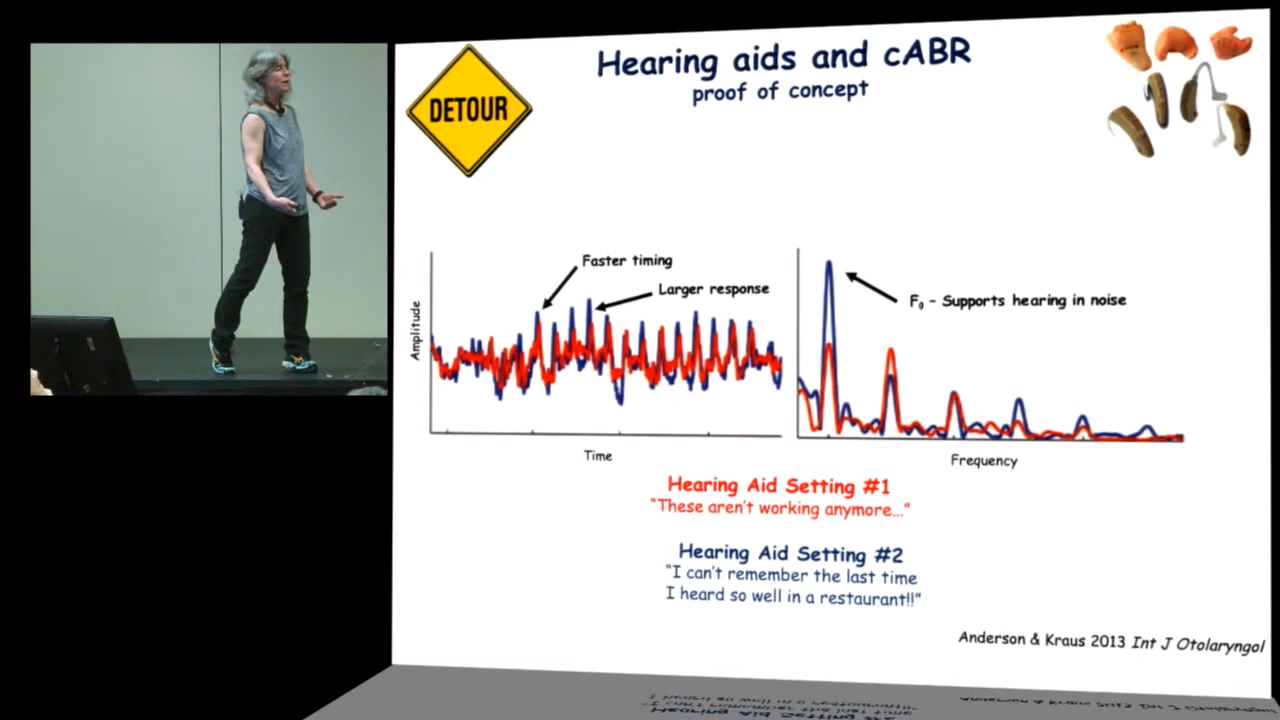 DETOUR
Hearing aids and cABR
proof of concept
Faster timing
Larger response
Amplitude
Time
F₀ - Supports hearing in noise
Frequency
Hearing Aid Setting #1
“These aren't working anymore…”
Hearing Aid Setting #2
“I can't remember the last time
I heard so well in a restaurant!!”
Anderson & Kraus 2013 Int J Otolaryngol